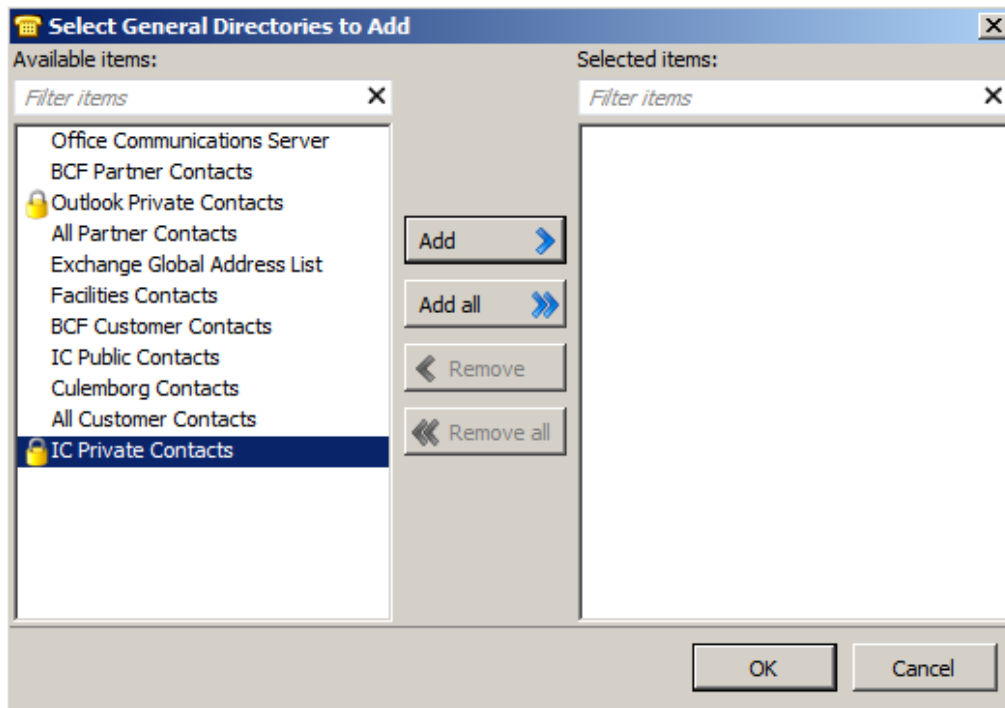 Select General Directories to Add
Available items:
Selected items:
Filter items
Filter items
Office Communications Server
BCF Partner Contacts
Outlook Private Contacts
All Partner Contacts
Exchange Global Address List
Facilities Contacts
BCF Customer Contacts
IC Public Contacts
Culemborg Contacts
All Customer Contacts
IC Private Contacts
Add
Add all
Remove
Remove all
OK
Cancel